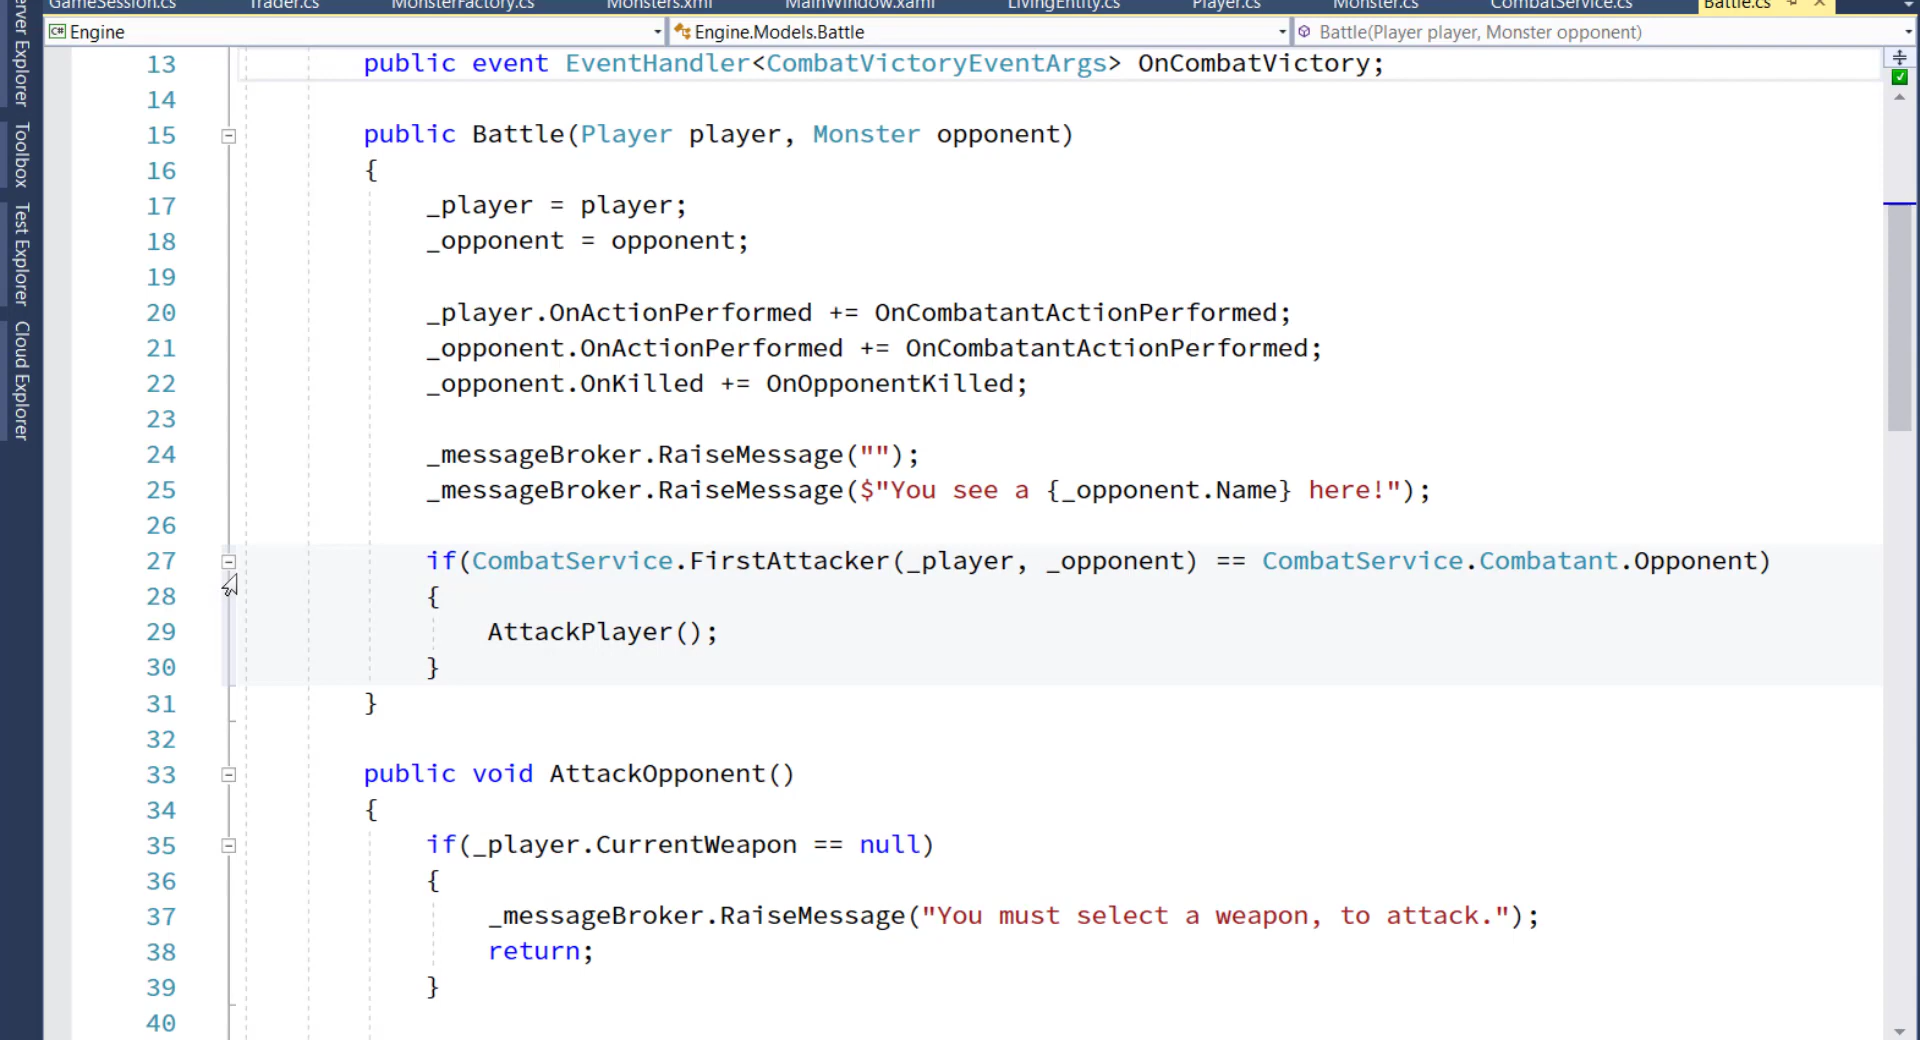 GameSession.cs Trader.cs MonsterFactory.cs Monsters.xml MainWindow.xaml LivingEntity.cs Player.cs Monster.cs CombatService.cs Battle.cs
Engine Engine.Models.Battle Battle(Player player, Monster opponent)
Explorer
Toolbox
Test Explorer
Cloud Explorer
13 public event EventHandler<CombatVictoryEventArgs> OnCombatVictory;
14
15 public Battle(Player player, Monster opponent)
16 {
17 _player = player;
18 _opponent = opponent;
19
20 _player.OnActionPerformed += OnCombatantActionPerformed;
21 _opponent.OnActionPerformed += OnCombatantActionPerformed;
22 _opponent.OnKilled += OnOpponentKilled;
23
24 _messageBroker.RaiseMessage("");
25 _messageBroker.RaiseMessage($"You see a {_opponent.Name} here!");
26
27 if(CombatService.FirstAttacker(_player, _opponent) == CombatService.Combatant.Opponent)
28 {
29 AttackPlayer();
30 }
31 }
32
33 public void AttackOpponent()
34 {
35 if(_player.CurrentWeapon == null)
36 {
37 _messageBroker.RaiseMessage("You must select a weapon, to attack.");
38 return;
39 }
40